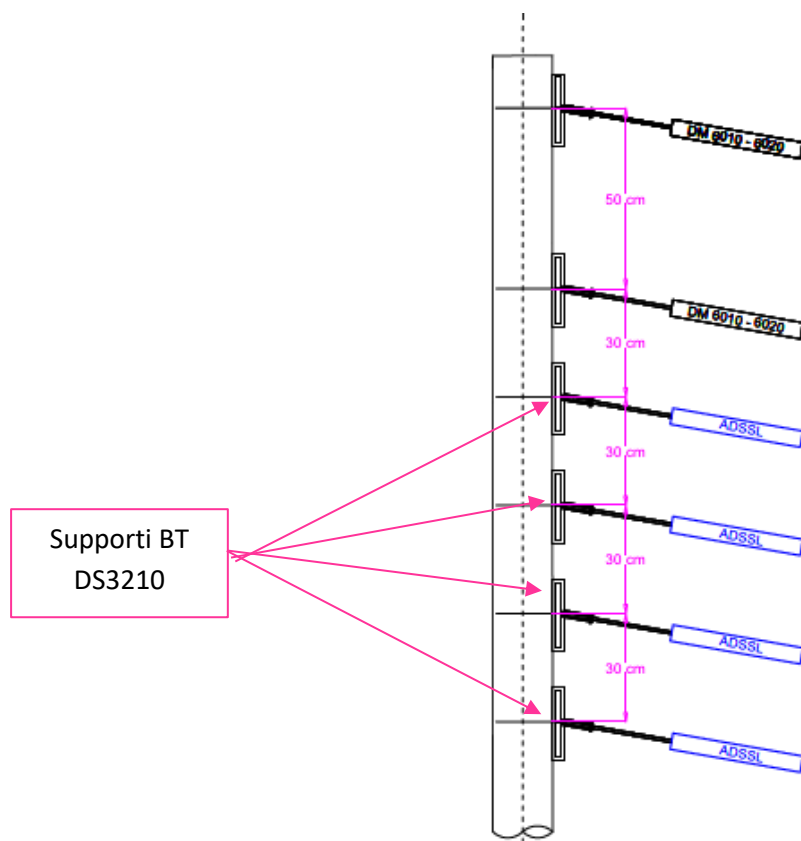 DM 6010 - 6020
50 cm
DM 6010 - 6020
30 cm
ADSSL
30 cm
ADSSL
Supporti BT
DS3210
30 cm
ADSSL
30 cm
ADSSL